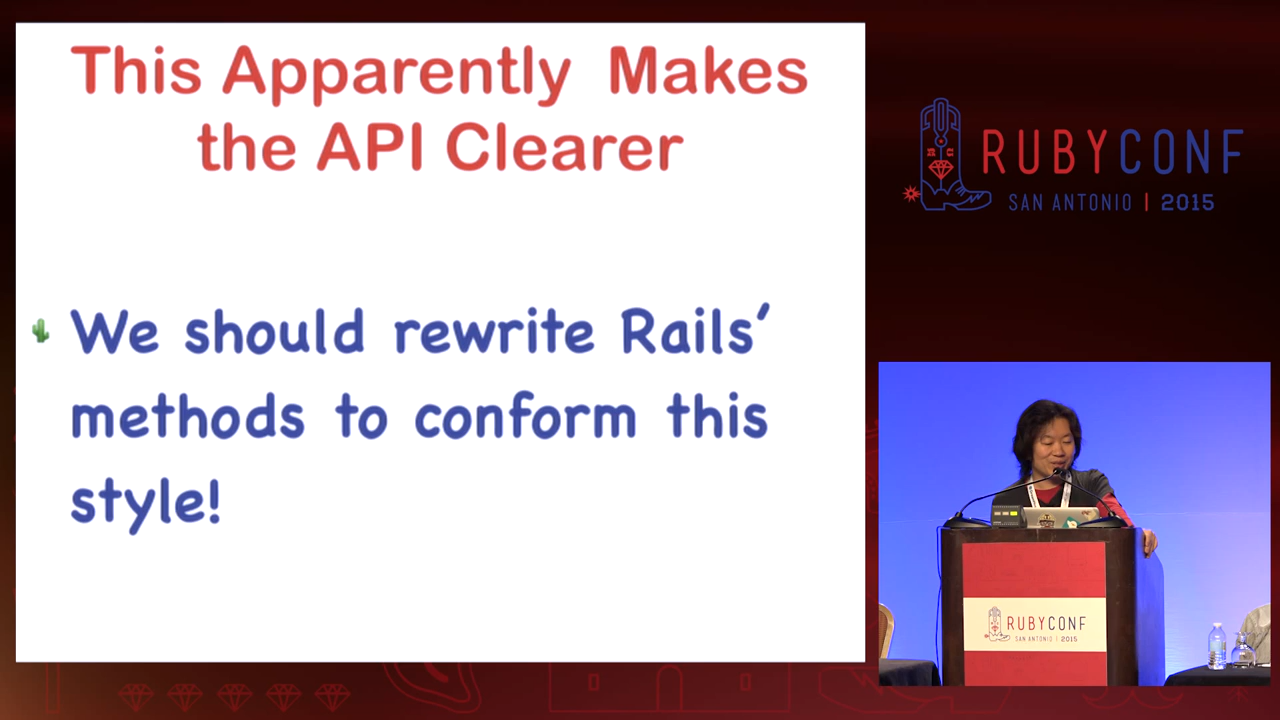 This Apparently  Makes
the API Clearer
We should rewrite Rails'
methods to conform this
style!
RUBYCONF
SAN ANTONIO | 2015
RUBYCONF
SAN ANTONIO | 2015